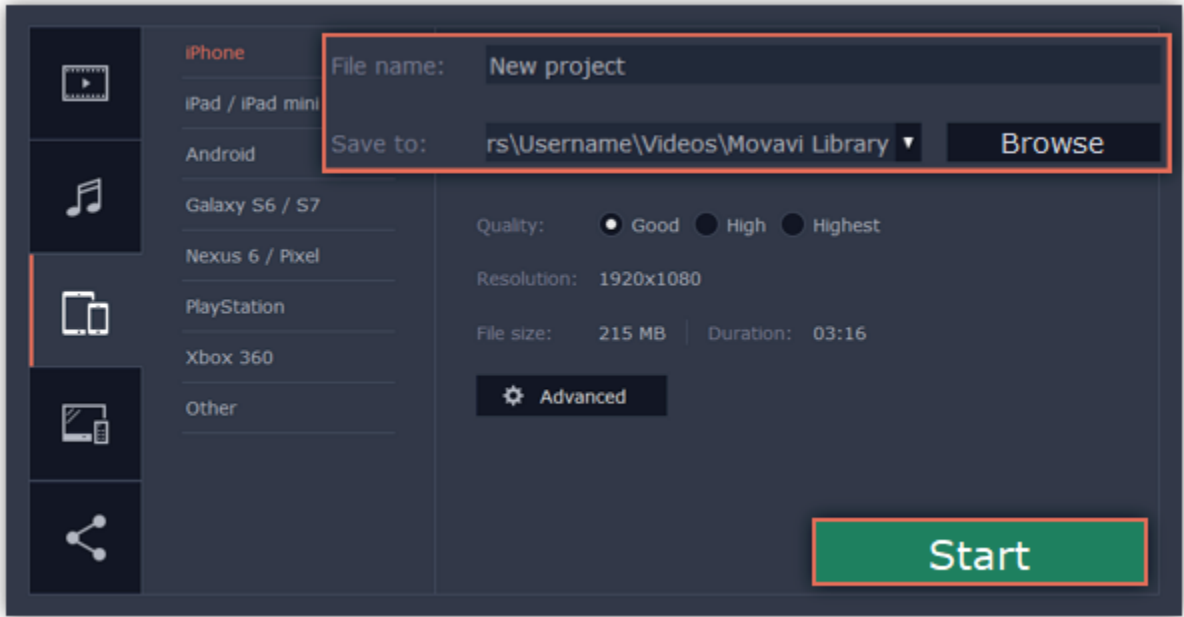 iPhone
iPad / iPad mini
Android
Galaxy S6 / S7
Nexus 6 / Pixel
PlayStation
Xbox 360
Other
File name: New project
Save to: rs\Username\Videos\Movavi Library Browse
Quality: Good High Highest
Resolution: 1920x1080
File size: 215 MB Duration: 03:16
Advanced
Start